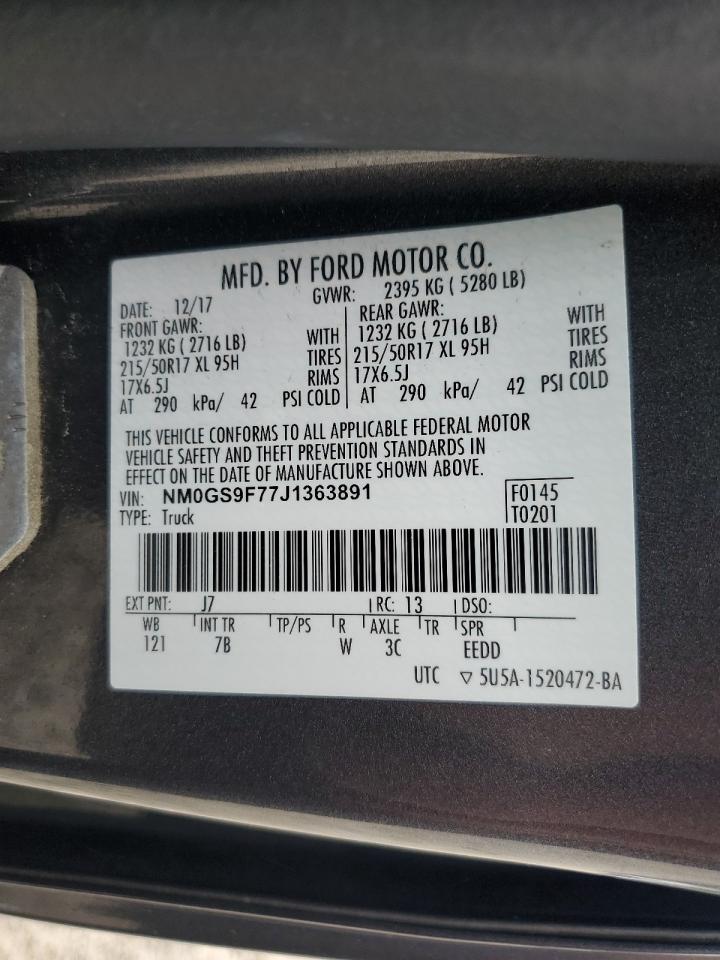 MFD. BY FORD MOTOR CO.
DATE: 12/17 GVWR: 2395 KG ( 5280 LB)
FRONT GAWR:
1232 KG ( 2716 LB) WITH
215/50R17 XL 95H TIRES
17X6.5J RIMS
AT 290 kPa/ 42 PSI COLD
REAR GAWR:
1232 KG ( 2716 LB) WITH
215/50R17 XL 95H TIRES
17X6.5J RIMS
AT 290 kPa/ 42 PSI COLD
THIS VEHICLE CONFORMS TO ALL APPLICABLE FEDERAL MOTOR
VEHICLE SAFETY AND THEFT PREVENTION STANDARDS IN
EFFECT ON THE DATE OF MANUFACTURE SHOWN ABOVE.
VIN: NM0GS9F77J1363891 F0145
TYPE: Truck T0201
EXT PNT: J7 RC: 13 DSO:
WB INT TR TP/PS R AXLE TR SPR
121 7B W 3C EEDD
UTC ▽ 5U5A-1520472-BA